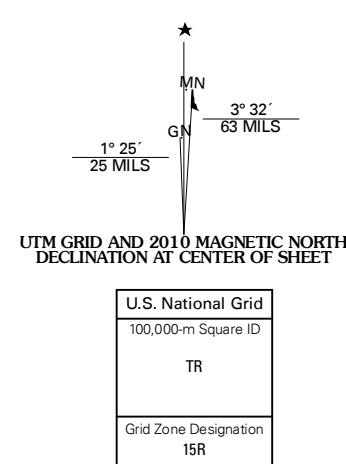 MN
GN
3° 32´
63 MILS
1° 25´
25 MILS
UTM GRID AND 2010 MAGNETIC NORTH
DECLINATION AT CENTER OF SHEET
U.S. National Grid
100,000-m Square ID
TR
Grid Zone Designation
15R